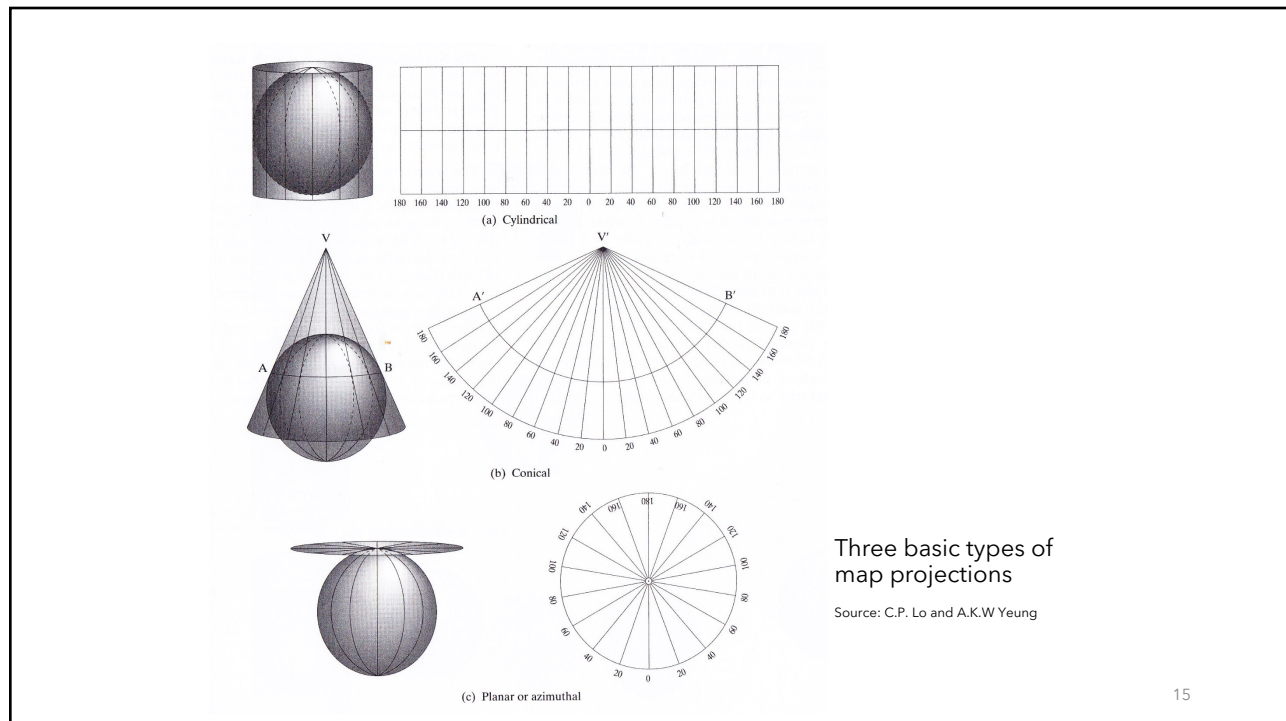 180 160 140 120 100 80 60 40 20 0 20 40 60 80 100 120 140 160 180
(a) Cylindrical
V
V'
A'
B'
A
B
180 160 140 120 100 80 60 40 20 0 20 40 60 80 100 120 140 160 180
(b) Conical
180
160
160
140
140
120
120
100
100
80
80
60
60
40
40
20
20
0
(c) Planar or azimuthal
Three basic types of
map projections
Source: C.P. Lo and A.K.W Yeung
15